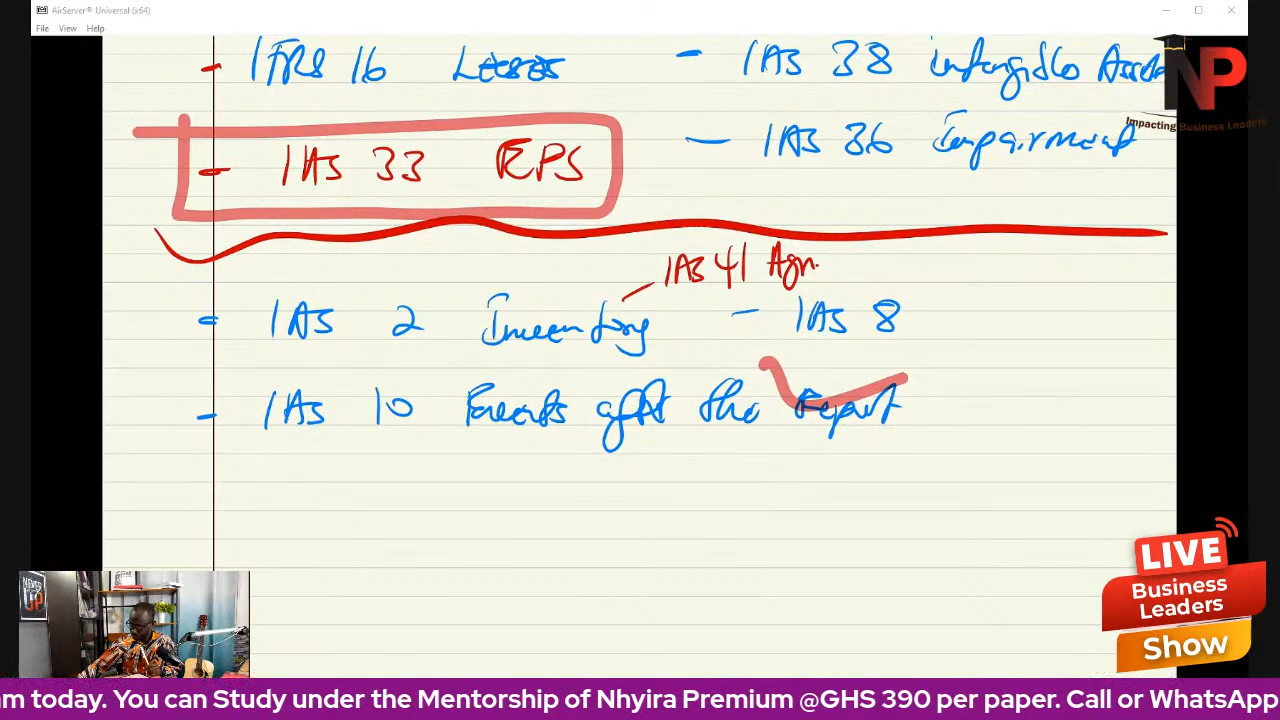 AirServer® Universal (x64)
File View Help
- IFRS 16 Leases
- IAS 38 intangible Assets
- IAS 33 EPS
- IAS 36 Impairment
NP
Impacting Business Leaders
IAS 41 Agri
- IAS 2 Inventory
- IAS 8
- IAS 10 Events after the Report
LIVE
Business
Leaders
Show
am today. You can Study under the Mentorship of Nhyira Premium @GHS 390 per paper. Call or WhatsApp